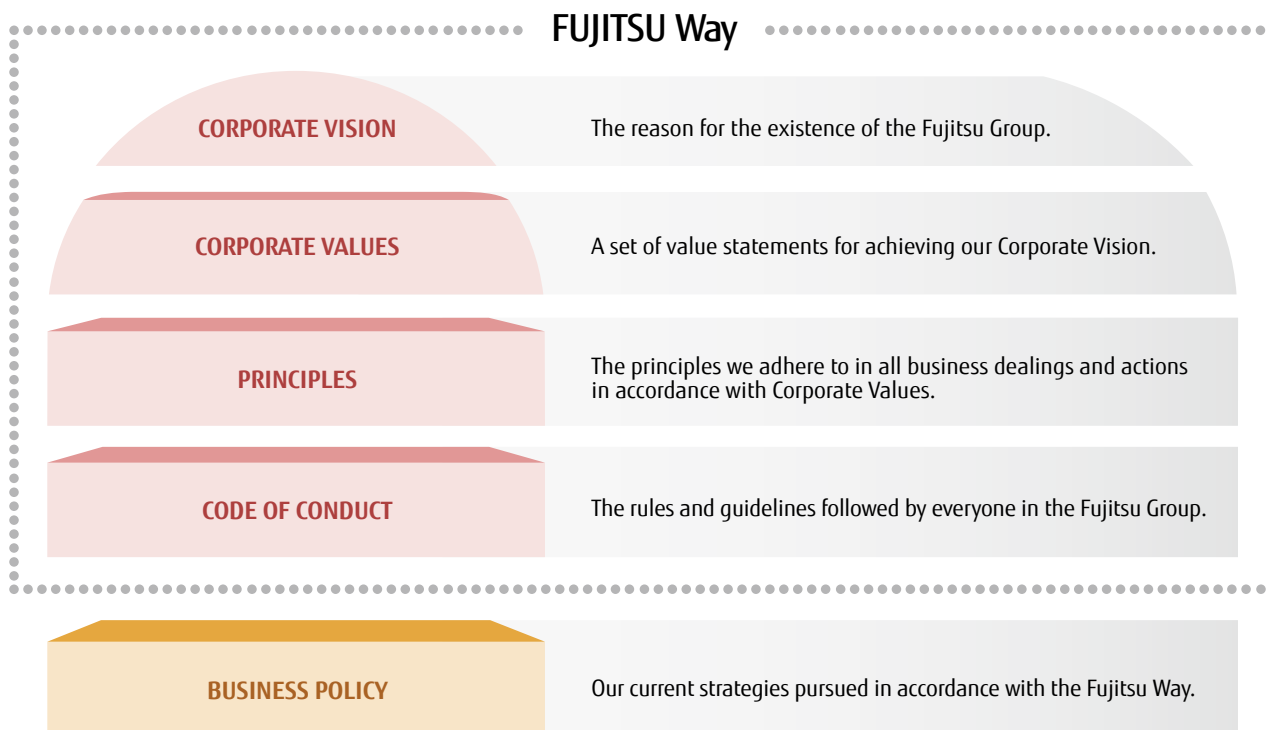 FUJITSU Way
CORPORATE VISION
The reason for the existence of the Fujitsu Group.
CORPORATE VALUES
A set of value statements for achieving our Corporate Vision.
PRINCIPLES
The principles we adhere to in all business dealings and actions
in accordance with Corporate Values.
CODE OF CONDUCT
The rules and guidelines followed by everyone in the Fujitsu Group.
BUSINESS POLICY
Our current strategies pursued in accordance with the Fujitsu Way.